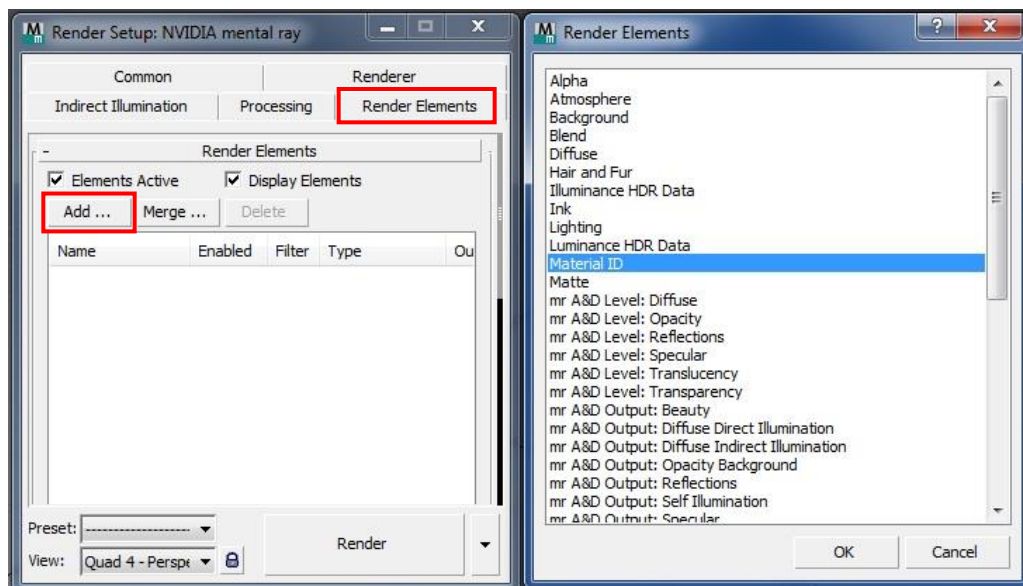 Render Setup: NVIDIA mental ray
Common Renderer
Indirect Illumination Processing Render Elements
- Render Elements
Elements Active Display Elements
Add ... Merge ... Delete
Name Enabled Filter Type Ou
Preset: --------------------
Render
View: Quad 4 - Perspe
Render Elements
Alpha
Atmosphere
Background
Blend
Diffuse
Hair and Fur
Illuminance HDR Data
Ink
Lighting
Luminance HDR Data
Material ID
Matte
mr A&D Level: Diffuse
mr A&D Level: Opacity
mr A&D Level: Reflections
mr A&D Level: Specular
mr A&D Level: Translucency
mr A&D Level: Transparency
mr A&D Output: Beauty
mr A&D Output: Diffuse Direct Illumination
mr A&D Output: Diffuse Indirect Illumination
mr A&D Output: Opacity Background
mr A&D Output: Reflections
mr A&D Output: Self Illumination
mr A&D Output: Specular
OK Cancel